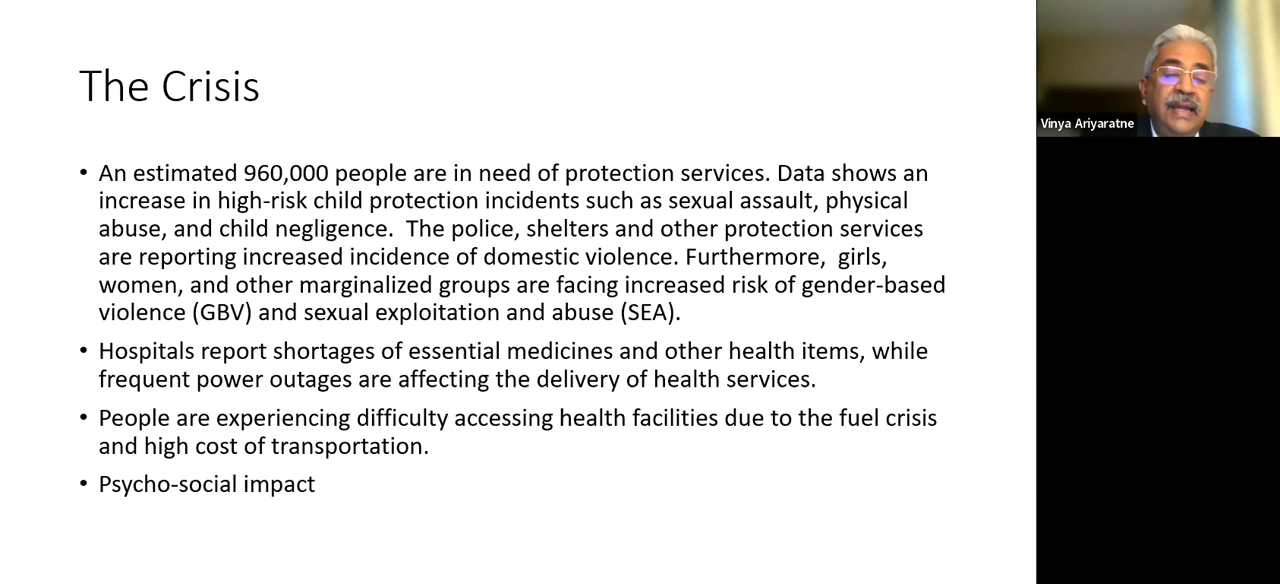 The Crisis
• An estimated 960,000 people are in need of protection services. Data shows an
increase in high-risk child protection incidents such as sexual assault, physical
abuse, and child negligence.  The police, shelters and other protection services
are reporting increased incidence of domestic violence. Furthermore,  girls,
women, and other marginalized groups are facing increased risk of gender-based
violence (GBV) and sexual exploitation and abuse (SEA).
• Hospitals report shortages of essential medicines and other health items, while
frequent power outages are affecting the delivery of health services.
• People are experiencing difficulty accessing health facilities due to the fuel crisis
and high cost of transportation.
• Psycho-social impact
Vinya Ariyaratne